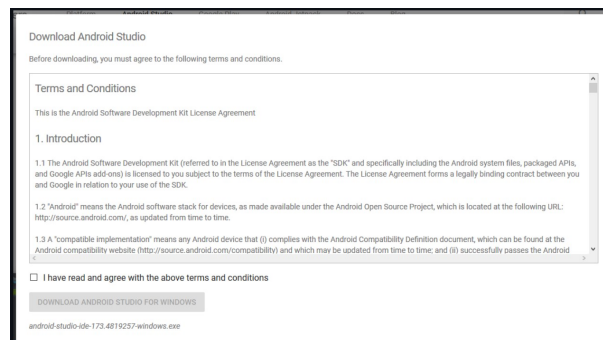 Platform Android Studio Google Play Android Jetpack Docs Blog
Download Android Studio
Before downloading, you must agree to the following terms and conditions.
Terms and Conditions
This is the Android Software Development Kit License Agreement
1. Introduction
1.1 The Android Software Development Kit (referred to in the License Agreement as the "SDK" and specifically including the Android system files, packaged APIs,
and Google APIs add-ons) is licensed to you subject to the terms of the License Agreement. The License Agreement forms a legally binding contract between you
and Google in relation to your use of the SDK.
1.2 "Android" means the Android software stack for devices, as made available under the Android Open Source Project, which is located at the following URL:
http://source.android.com/, as updated from time to time.
1.3 A "compatible implementation" means any Android device that (i) complies with the Android Compatibility Definition document, which can be found at the
Android compatibility website (http://source.android.com/compatibility) and which may be updated from time to time; and (ii) successfully passes the Android
I have read and agree with the above terms and conditions
DOWNLOAD ANDROID STUDIO FOR WINDOWS
android-studio-ide-173.4819257-windows.exe